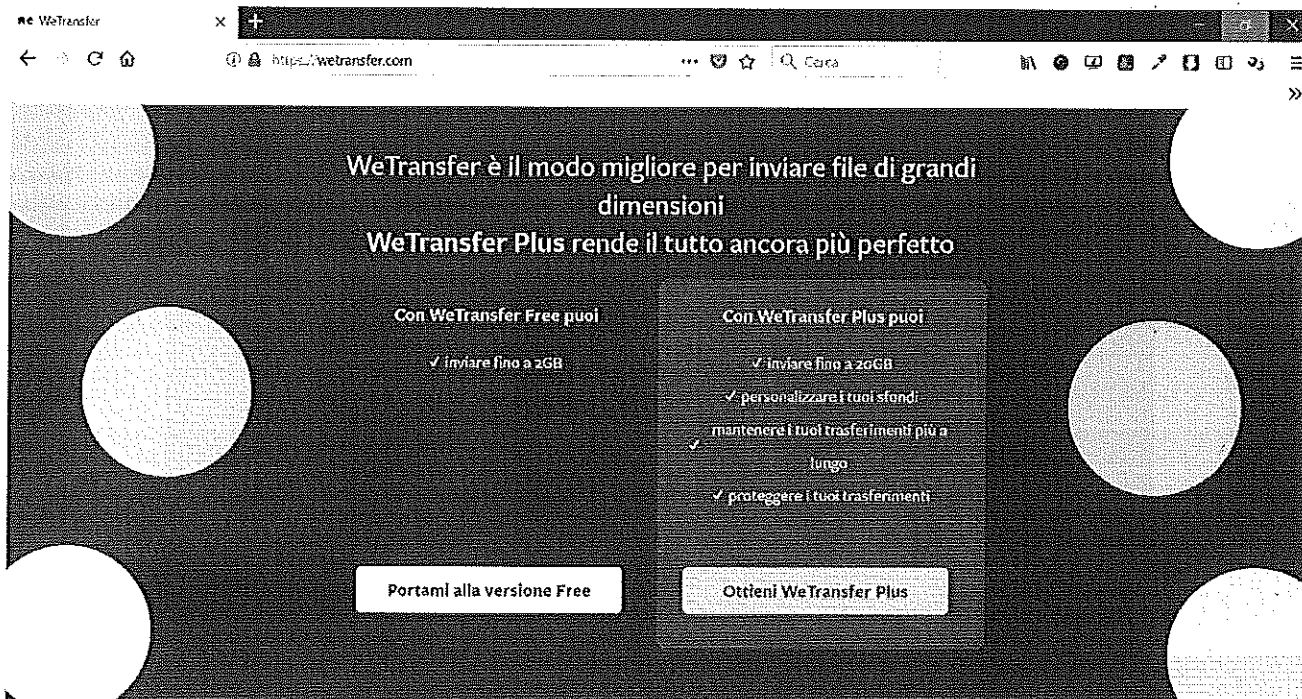 WeTransfer
https://wetransfer.com
Cerca
WeTransfer è il modo migliore per inviare file di grandi
dimensioni
WeTransfer Plus rende il tutto ancora più perfetto
Con WeTransfer Free puoi
✓ inviare fino a 2GB
Portami alla versione Free
Con WeTransfer Plus puoi
✓ inviare fino a 20GB
✓ personalizzare i tuoi sfondi
✓ mantenere i tuoi trasferimenti più a
lungo
✓ proteggere i tuoi trasferimenti
Ottieni WeTransfer Plus